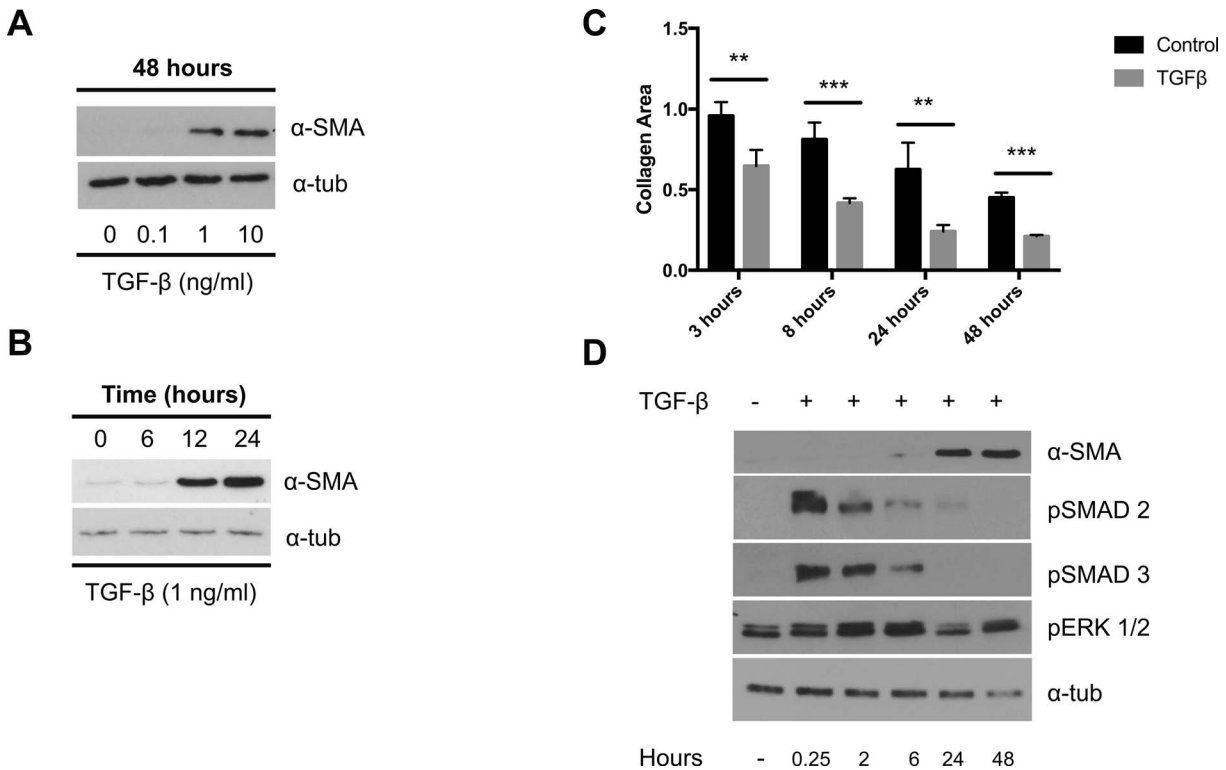 A
48 hours
α-SMA
α-tub
0 0.1 1 10
TGF-β (ng/ml)
B
Time (hours)
0 6 12 24
α-SMA
α-tub
TGF-β (1 ng/ml)
C
Control
TGFβ
Collagen Area
1.5
1.0
0.5
0.0
** *** ** ***
3 hours
8 hours
24 hours
48 hours
D
TGF-β - + + + + +
α-SMA
pSMAD 2
pSMAD 3
pERK 1/2
α-tub
Hours - 0.25 2 6 24 48